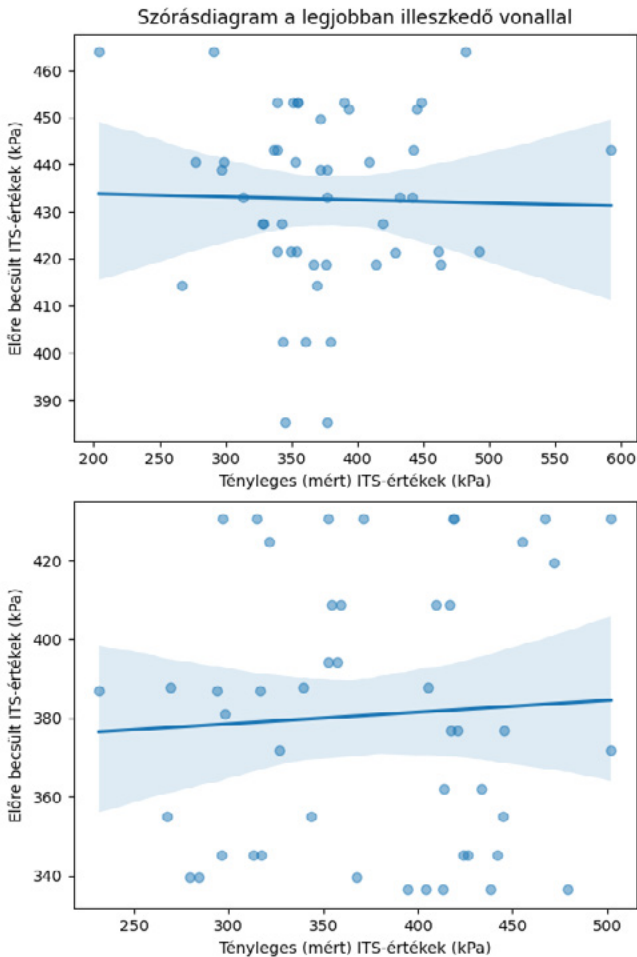 Szórásdiagram a legjobban illeszkedő vonallal
460
450
440
430
420
410
400
390
Előre becsült ITS-értékek (kPa)
200 250 300 350 400 450 500 550 600
Tényleges (mért) ITS-értékek (kPa)
420
400
380
360
340
Előre becsült ITS-értékek (kPa)
250 300 350 400 450 500
Tényleges (mért) ITS-értékek (kPa)